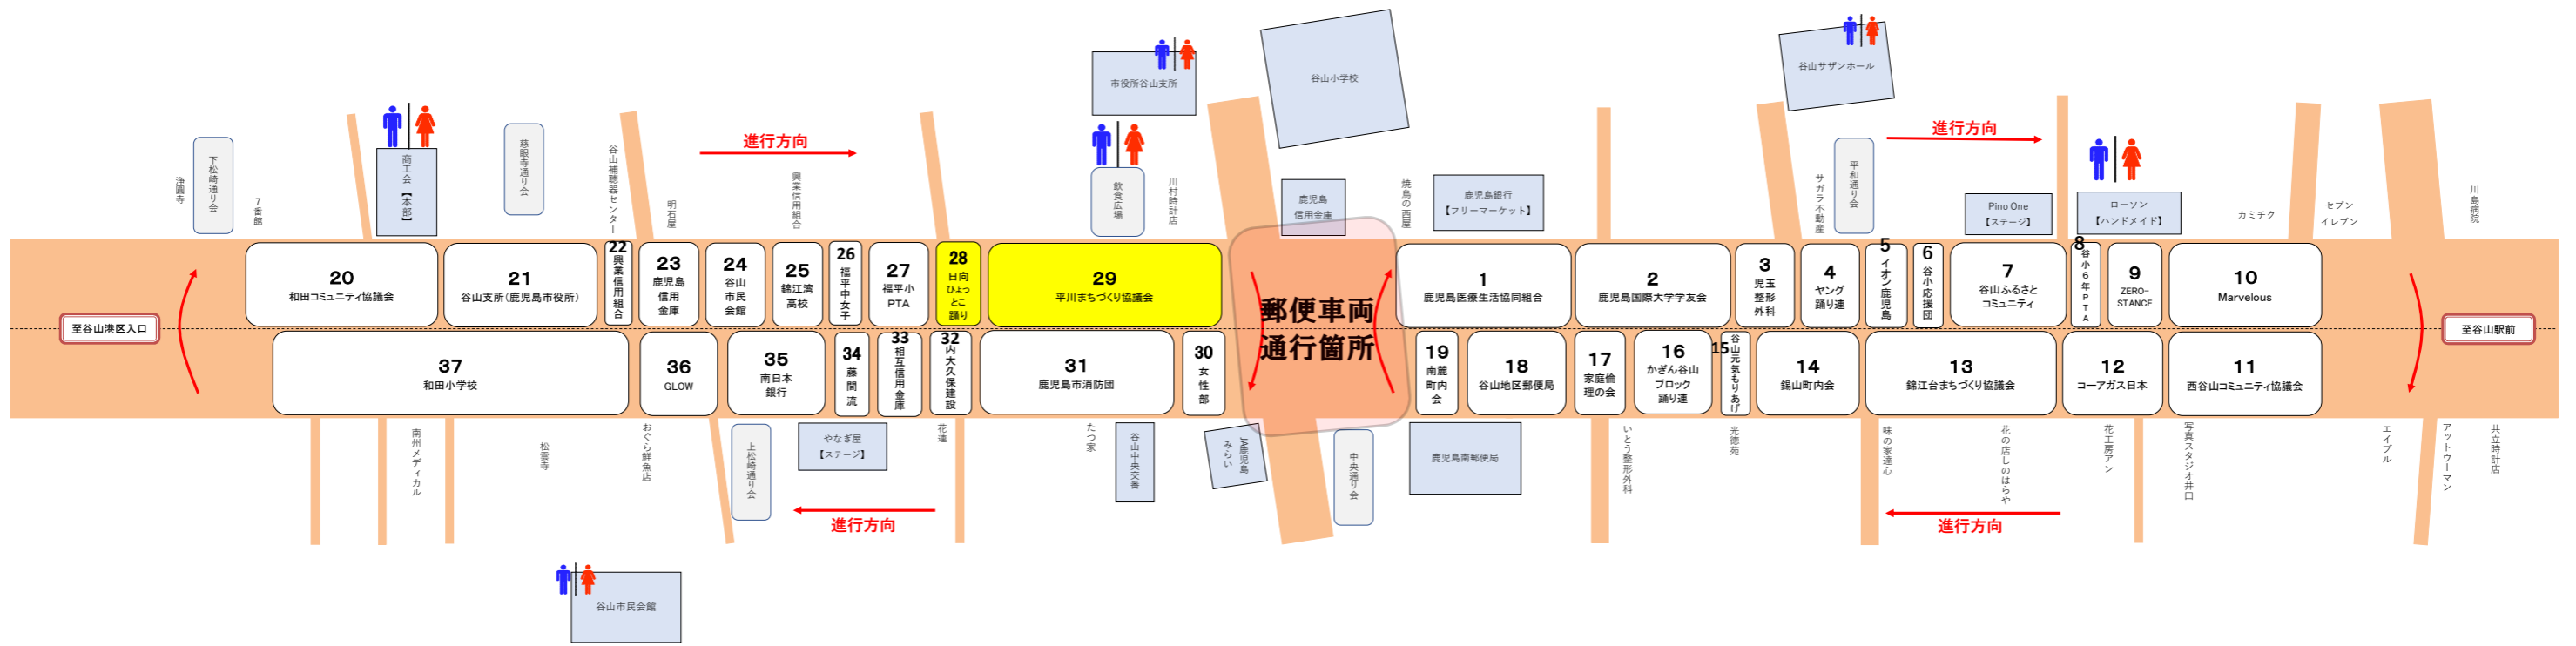 市役所谷山支所
谷山小学校
谷山サザンホール
進行方向
進行方向
浄圓寺
下松崎通り会
7番館
商工会【本部】
慈眼寺通り会
谷山補聴器センター
明石屋
興業信用組合
飲食広場
川村時計店
鹿児島
信用金庫
焼鳥の西屋
鹿児島銀行
【フリーマーケット】
サガラ不動産
平和通り会
Pino One
【ステージ】
ローソン
【ハンドメイド】
カミチク
セブン
イレブン
川島病院
20
和田コミュニティ協議会
21
谷山支所(鹿児島市役所)
22
興業信用組合
23
鹿児島
信用
金庫
24
谷山
市民
会館
25
錦江湾
高校
26
福平中女子
27
福平小
PTA
28
日向
ひょっ
とこ
踊り
29
平川まちづくり協議会
郵便車両
通行箇所
1
鹿児島医療生活協同組合
2
鹿児島国際大学学友会
3
児玉
整形
外科
4
ヤング
踊り連
5
イオン鹿児島
6
谷小応援団
7
谷山ふるさと
コミュニティ
8
谷小6年PTA
9
ZERO-
STANCE
10
Marvelous
至谷山港区入口
至谷山駅前
37
和田小学校
36
GLOW
35
南日本
銀行
34
藤間流
33
相互信用金庫
32
内大久保建設
31
鹿児島市消防団
30
女性部
19
南麓
町内
会
18
谷山地区郵便局
17
家庭倫
理の会
16
かぎん谷山
ブロック
踊り連
15
谷山元気もりあげ
14
錫山町内会
13
錦江台まちづくり協議会
12
コーアガス日本
11
西谷山コミュニティ協議会
南州メディカル
松雲寺
おぐら鮮魚店
上松崎通り会
やなぎ屋
【ステージ】
花蓮
たつ家
谷山中央交番
JA鹿児島
みらい
中央通り会
鹿児島南郵便局
いとう整形外科
光徳苑
味の家達心
花の店しのはらや
花工房アン
写真スタジオ井口
エイブル
アットウーマン
共立時計店
進行方向
進行方向
谷山市民会館